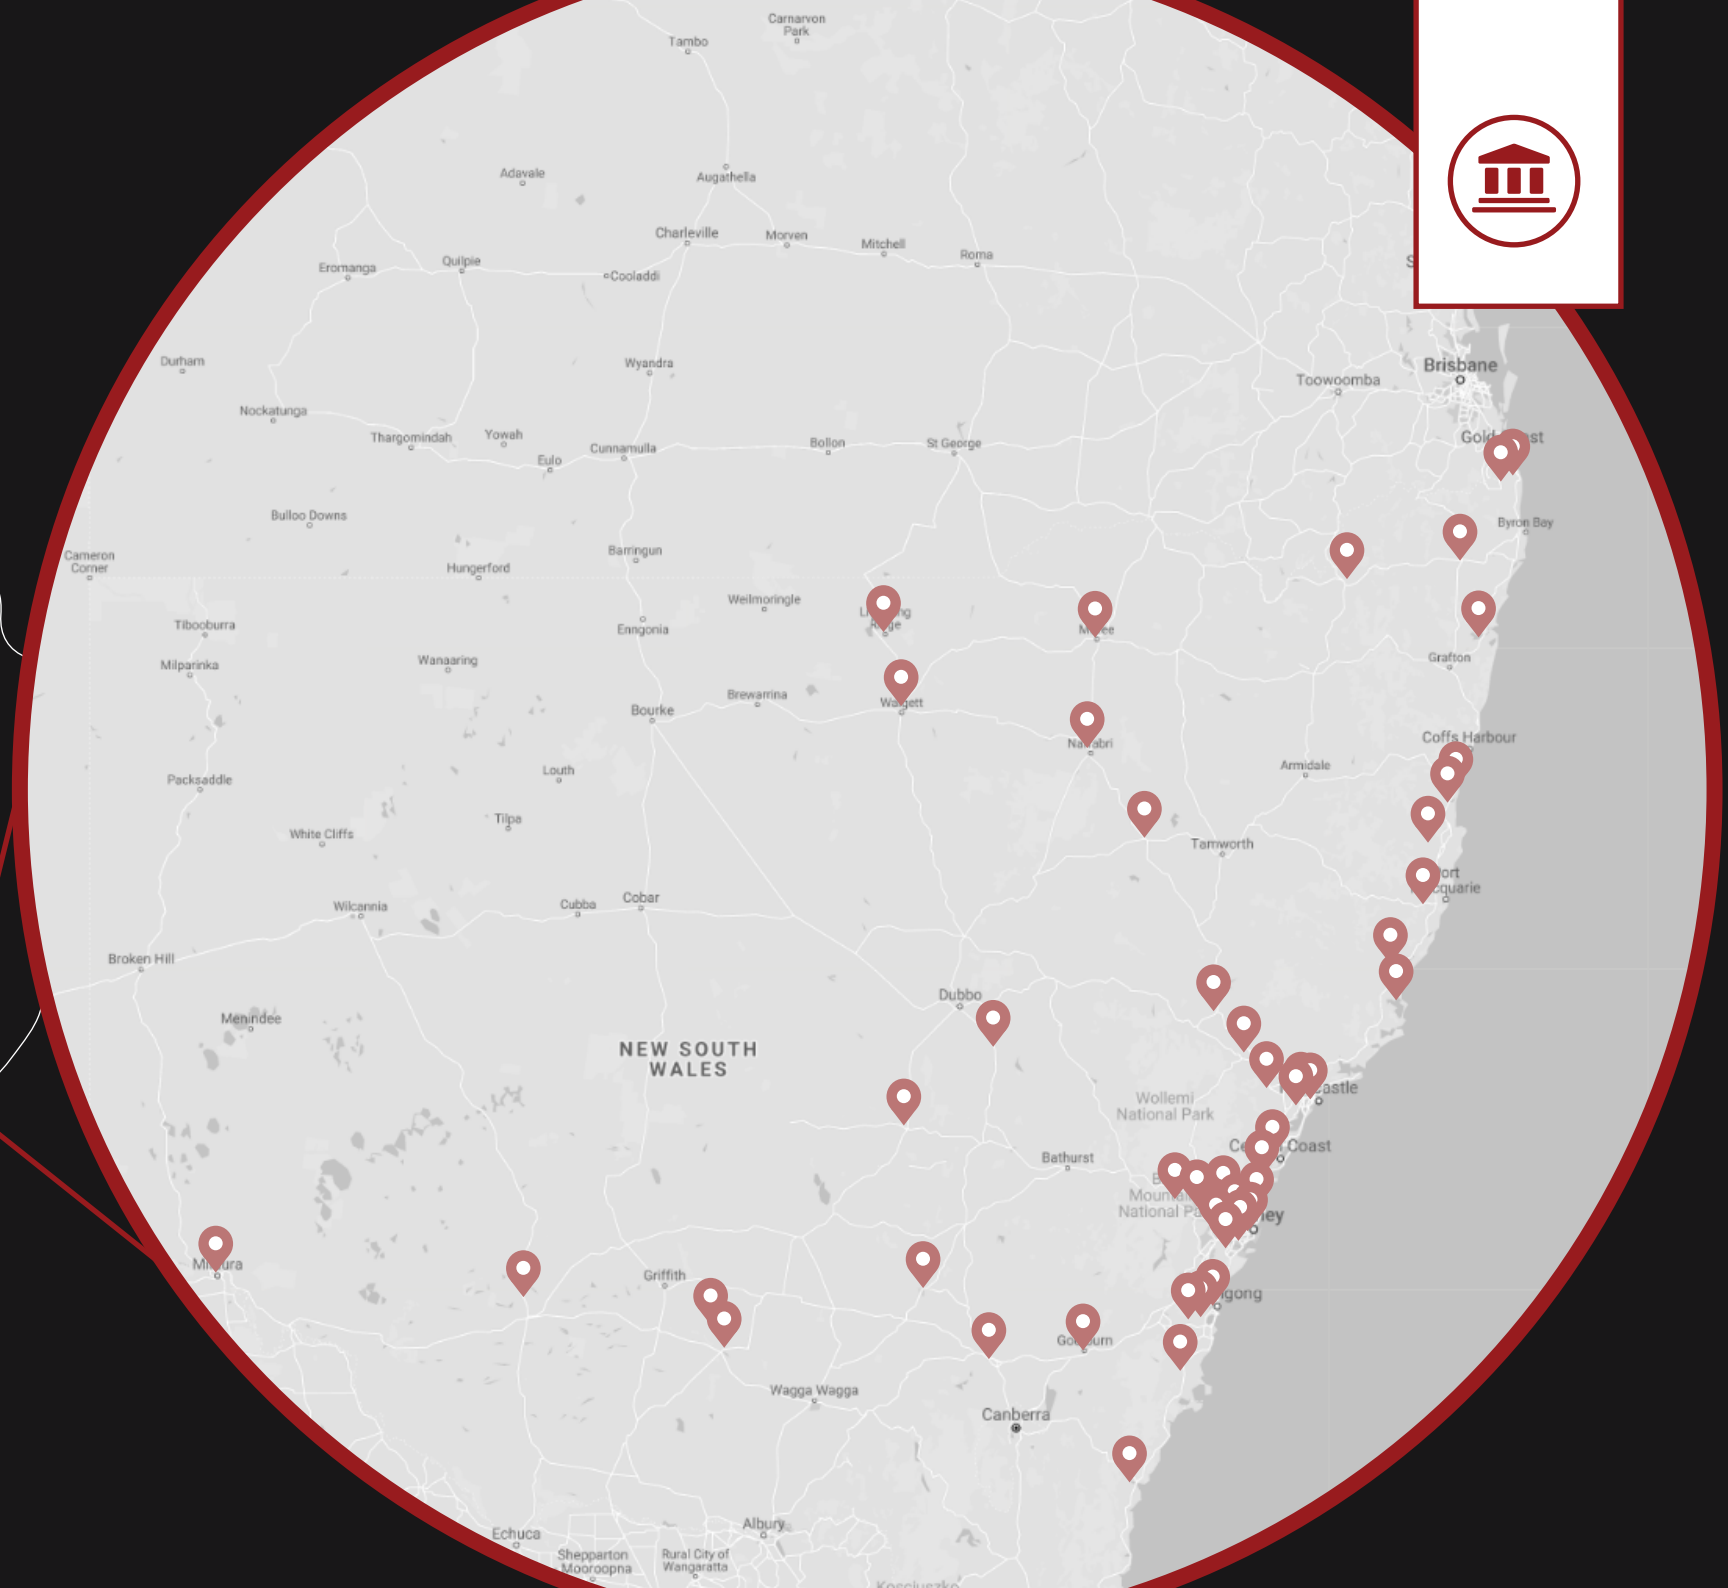 Carnarvon
Park
Tambo
Adavale
Augathella
Charleville
Morven
Mitchell
Roma
Quilpie
Eromanga
Cooladdi
S
Durham
Wyandra
Brisbane
Toowoomba
Nockatunga
Thargomindah
Yowah
Cunnamulla
Bollon
St George
Eulo
Bulloo Downs
Byron Bay
Cameron
Corner
Barringun
Hungerford
Weilmoringle
Tibooburra
Enngonia
Milparinka
Wanaaring
Grafton
Brewarrina
Bourke
Coffs Harbour
Packsaddle
Louth
Armidale
Tilpa
White Cliffs
Tamworth
Wilcannia
Cubba
Cobar
Broken Hill
Dubbo
Menindee
NEW SOUTH
WALES
Wollemi
National Park
Bathurst
Griffith
Wagga Wagga
Canberra
Echuca
Albury
Shepparton
Mooroopna
Rural City of
Wangaratta